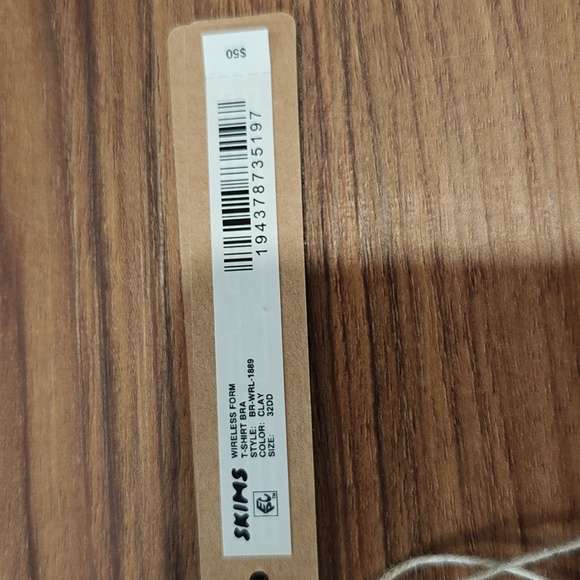 SKIMS
WIRELESS FORM
T-SHIRT BRA
STYLE: BR-WRL-1889
COLOR: CLAY
SIZE: 32DD
194378735197
$50